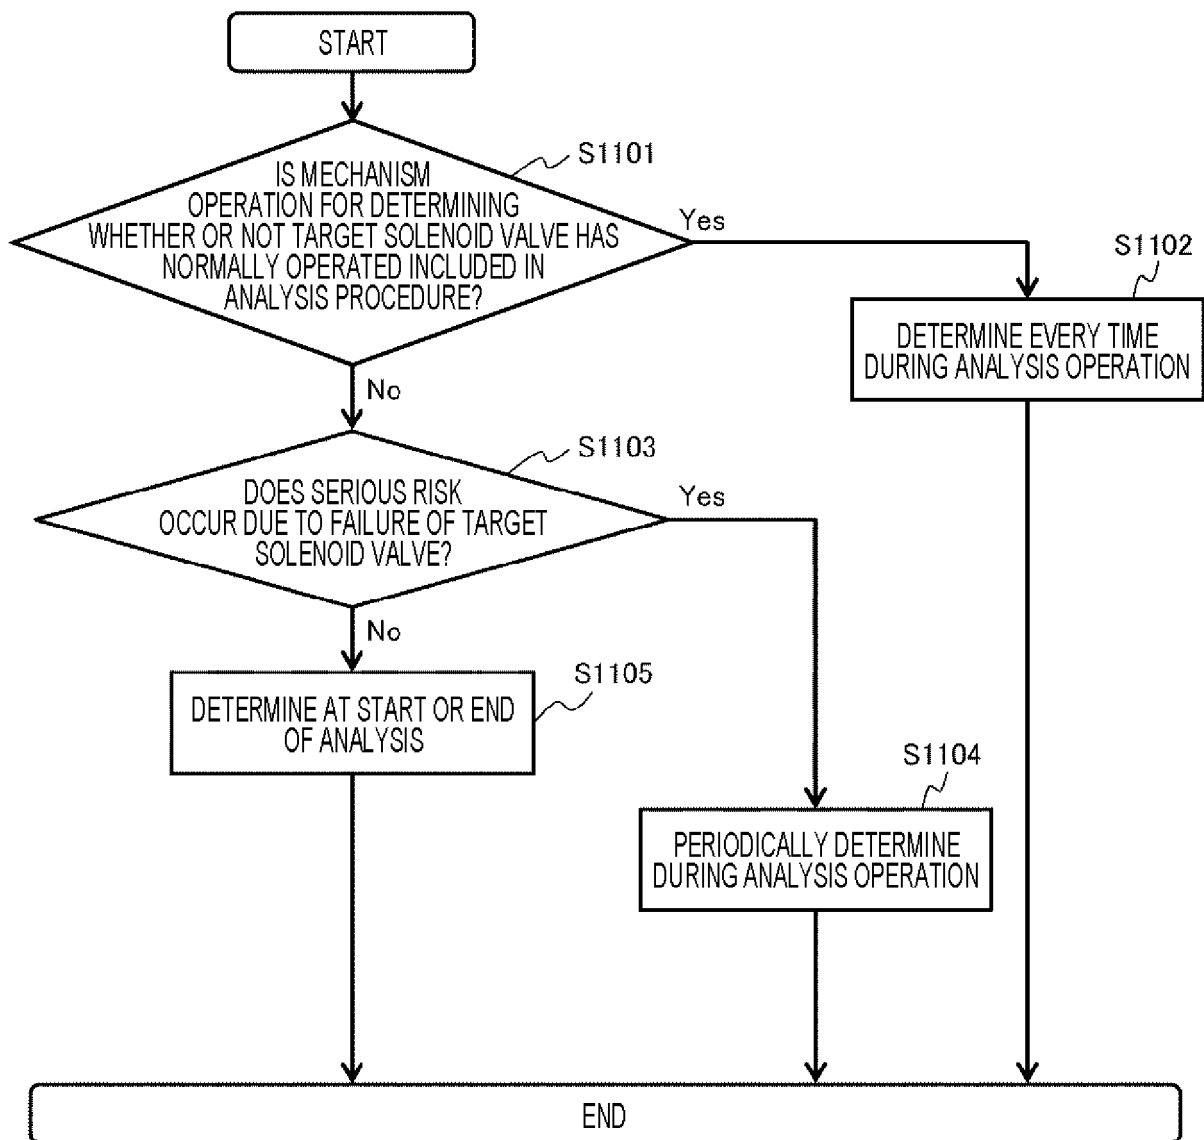 START
S1101
IS MECHANISM
OPERATION FOR DETERMINING
WHETHER OR NOT TARGET SOLENOID VALVE HAS
NORMALLY OPERATED INCLUDED IN
ANALYSIS PROCEDURE?
Yes
S1102
DETERMINE EVERY TIME
DURING ANALYSIS OPERATION
No
S1103
DOES SERIOUS RISK
OCCUR DUE TO FAILURE OF TARGET
SOLENOID VALVE?
Yes
No
S1105
DETERMINE AT START OR END
OF ANALYSIS
S1104
PERIODICALLY DETERMINE
DURING ANALYSIS OPERATION
END